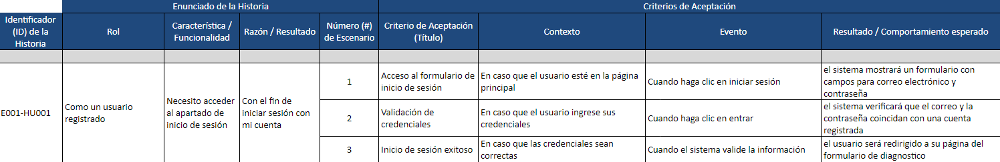 Enunciado de la Historia
Criterios de Aceptación
Identificador
(ID) de la
Historia
Rol
Característica /
Funcionalidad
Razón / Resultado
Número (#)
de Escenario
Criterio de Aceptación
(Título)
Contexto
Evento
Resultado / Comportamiento esperado
E001-HU001
Como un usuario
registrado
Necesito acceder
al apartado de
inicio de sesión
Con el fin de
iniciar sesión con
mi cuenta
1
Acceso al formulario de
inicio de sesión
En caso que el usuario esté en la página
principal
Cuando haga clic en iniciar sesión
el sistema mostrará un formulario con
campos para correo electrónico y
contraseña
2
Validación de
credenciales
En caso que el usuario ingrese sus
credenciales
Cuando haga clic en entrar
el sistema verificará que el correo y la
contraseña coincidan con una cuenta
registrada
3
Inicio de sesión exitoso
En caso que las credenciales sean
correctas
Cuando el sistema valide la información
el usuario será redirigido a su página del
formulario de diagnostico